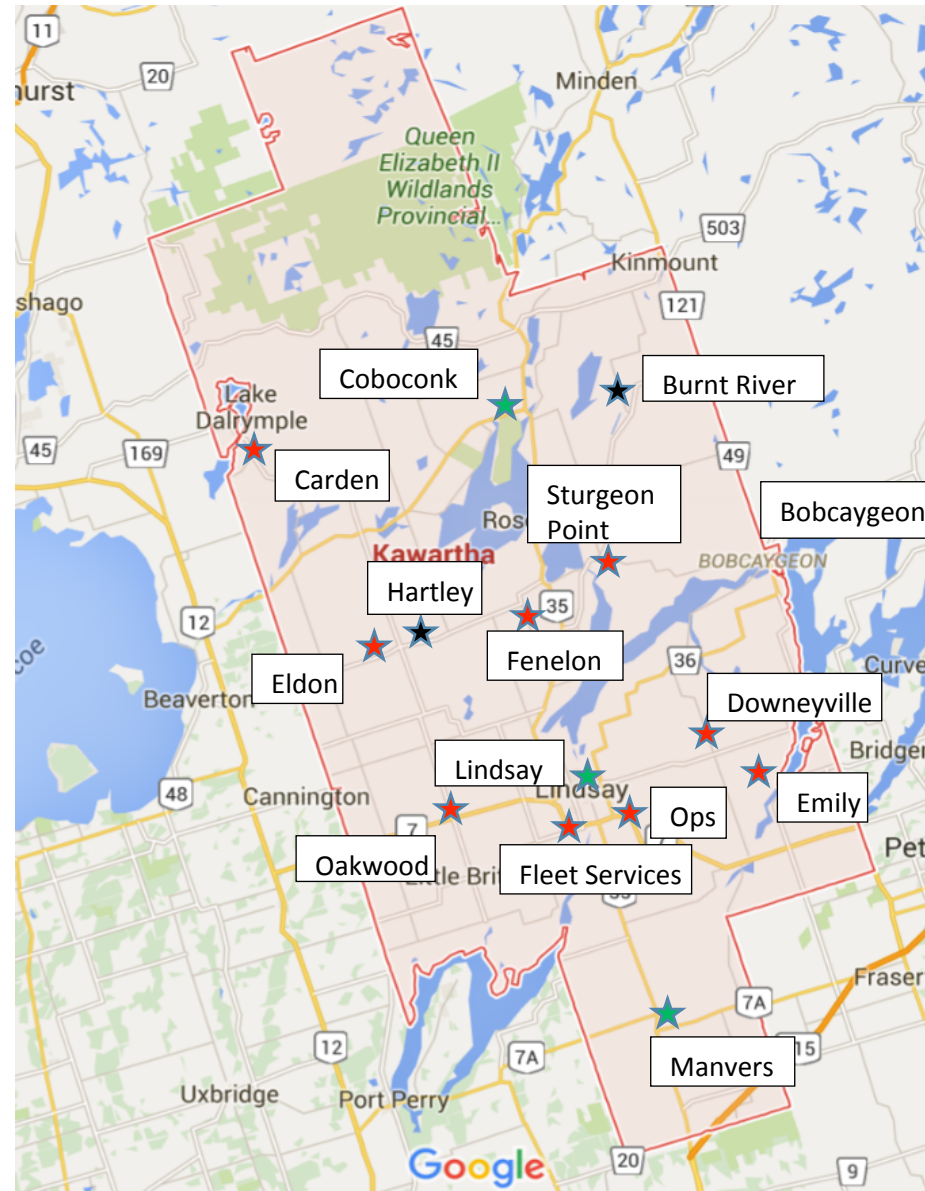 11
20
hurst
Minden
Queen
Elizabeth II
Wildlands
Provincial...
503
Kinmount
shago
121
45
Coboconk
Burnt River
Lake
Dalrymple
45
169
49
Carden
Sturgeon
Point
Bobcaygeon
Rose
Kawartha
BOBCAYGEON
Hartley
12
35
Fenelon
36
Eldon
Curve
coe
Beaverton
Downeyville
Bridgen
Lindsay
48
Cannington
Lindsay
Ops
Emily
7
Oakwood
Little Brit
Fleet Services
Pet
Fraser
7A
12
7A
15
Manvers
Uxbridge
Port Perry
Google
20
9